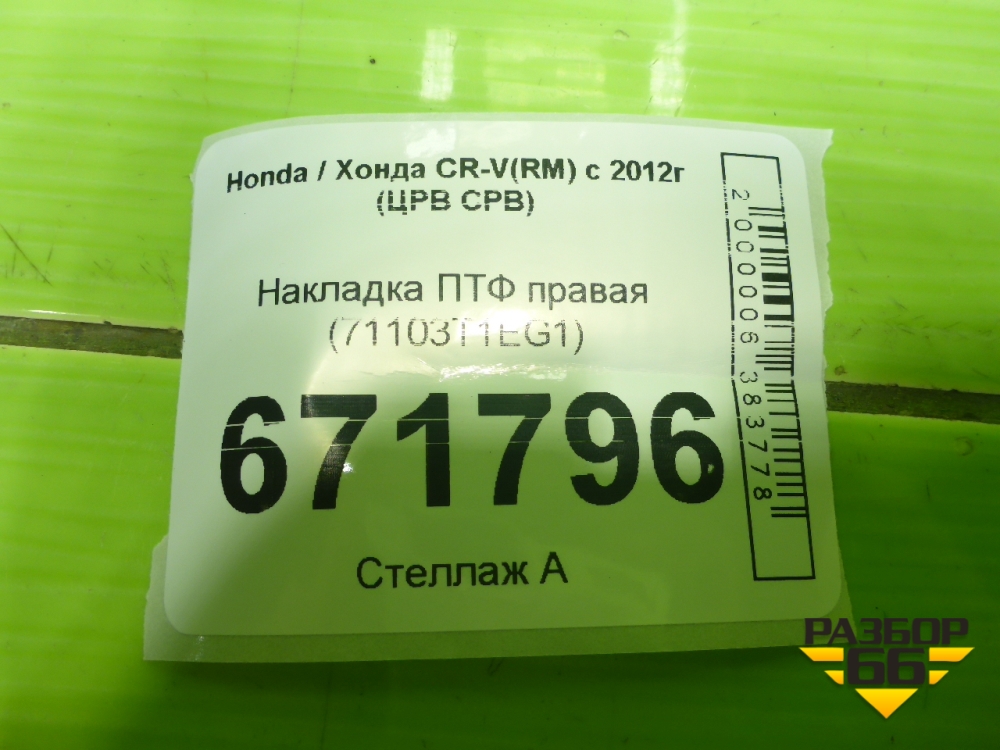 Honda / Хонда CR-V(RM) с 2012г
(ЦРВ СРВ)
Накладка ПТФ правая
(71103T1EG1)
671796
Стеллаж А
2000006383778
РАЗБОР
66